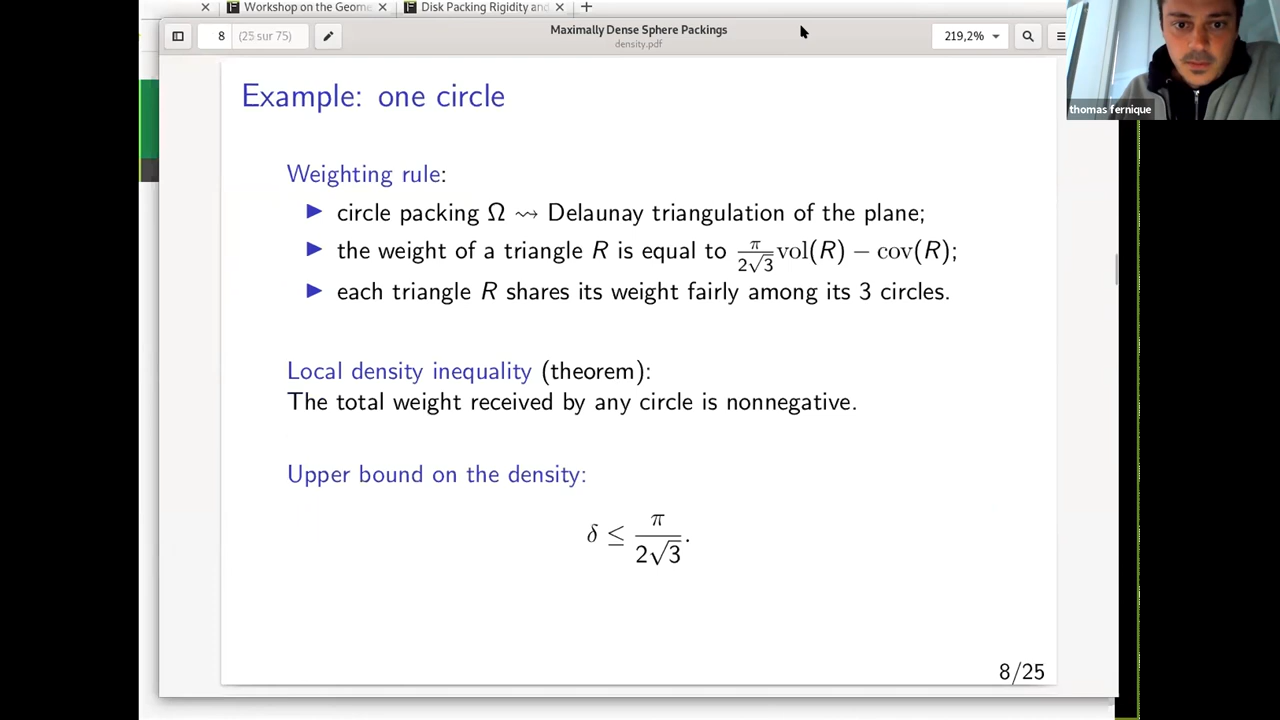 Workshop on the Geome
Disk Packing Rigidity and
8 (25 sur 75)
Maximally Dense Sphere Packings
density.pdf
219,2%
thomas fernique
Example: one circle
Weighting rule:
▶ circle packing Ω ⇝ Delaunay triangulation of the plane;
▶ the weight of a triangle R is equal to π/2√3 vol(R) − cov(R);
▶ each triangle R shares its weight fairly among its 3 circles.
Local density inequality (theorem):
The total weight received by any circle is nonnegative.
Upper bound on the density:
δ ≤ π/2√3.
8/25